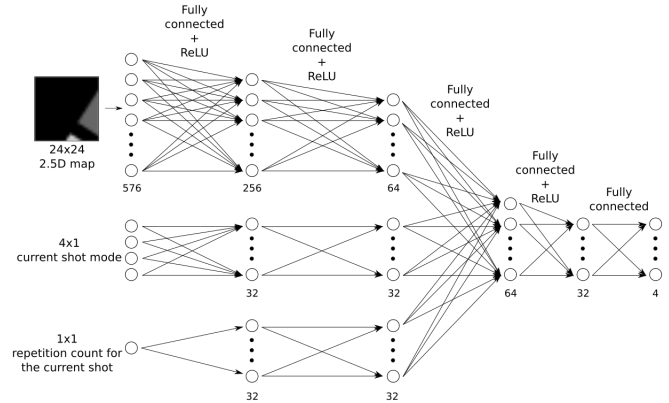 Fully
connected
+
ReLU
Fully
connected
+
ReLU
Fully
connected
+
ReLU
Fully
connected
+
ReLU
Fully
connected
24x24
2.5D map
576
256
64
4x1
current shot mode
32
32
64
32
4
1x1
repetition count for
the current shot
32
32